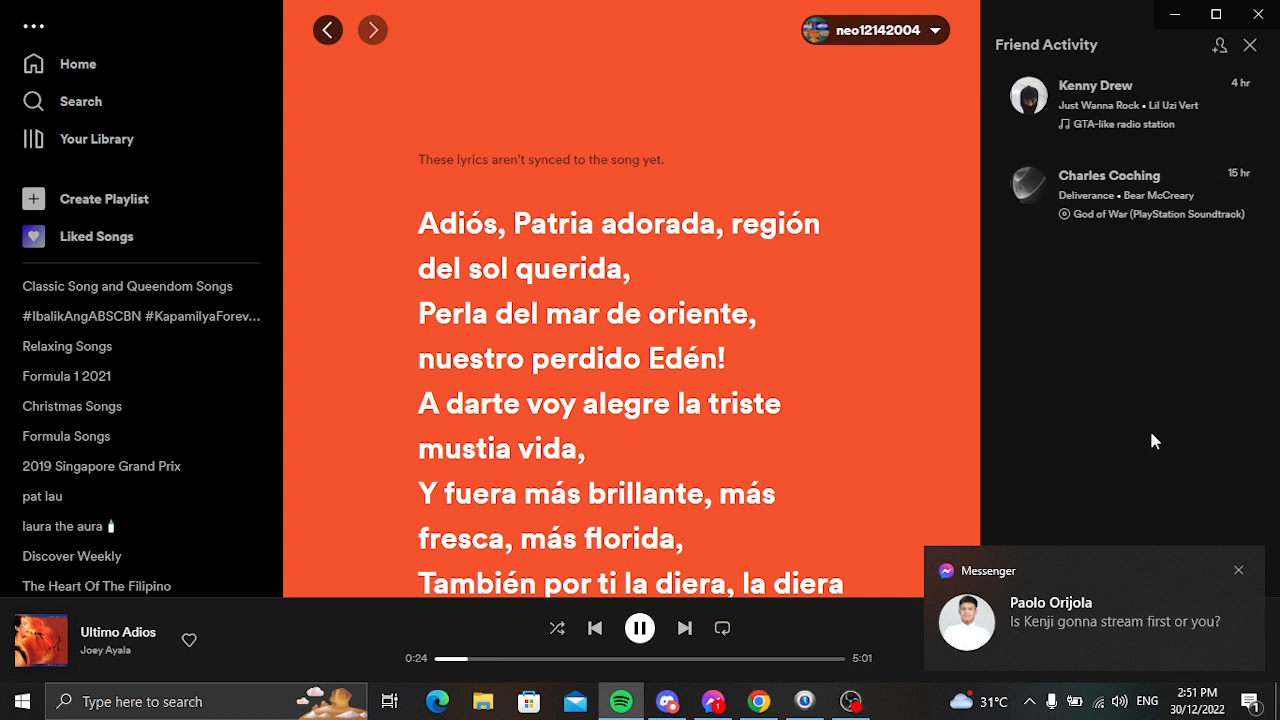 Home
Search
Your Library
Create Playlist
Liked Songs
Classic Song and Queendom Songs
#IbalikAngABSCBN #KapamilyaForev...
Relaxing Songs
Formula 1 2021
Christmas Songs
Formula Songs
2019 Singapore Grand Prix
pat lau
laura the aura🕯️
Discover Weekly
The Heart Of The Filipino
neo12142004
These lyrics aren't synced to the song yet.
Adiós, Patria adorada, región
del sol querida,
Perla del mar de oriente,
nuestro perdido Edén!
A darte voy alegre la triste
mustia vida,
Y fuera más brillante, más
fresca, más florida,
También por ti la diera, la diera
Friend Activity
Kenny Drew 4 hr
Just Wanna Rock • Lil Uzi Vert
GTA-like radio station
Charles Coching 15 hr
Deliverance • Bear McCreary
God of War (PlayStation Soundtrack)
Messenger
Paolo Orijola
Is Kenji gonna stream first or you?
Ultimo Adios
Joey Ayala
0:24 5:01
Type here to search
1
31°C
ENG
2:51 PM
30/12/2022
1